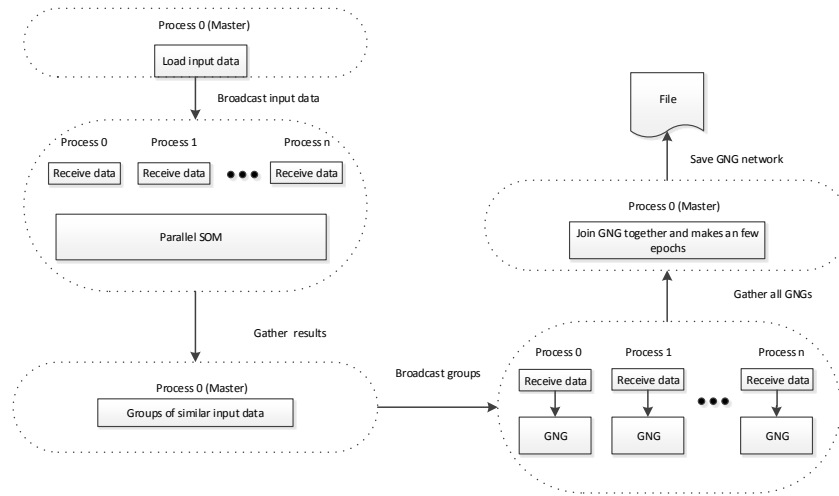 Process 0 (Master)
Load input data
Broadcast input data
Process 0
Process 1
Process n
Receive data
Receive data
Receive data
Parallel SOM
Gather results
Process 0 (Master)
Groups of similar input data
Broadcast groups
Process 0
Process 1
Process n
Receive data
Receive data
Receive data
GNG
GNG
GNG
Gather all GNGs
Process 0 (Master)
Join GNG together and makes an few
epochs
Save GNG network
File